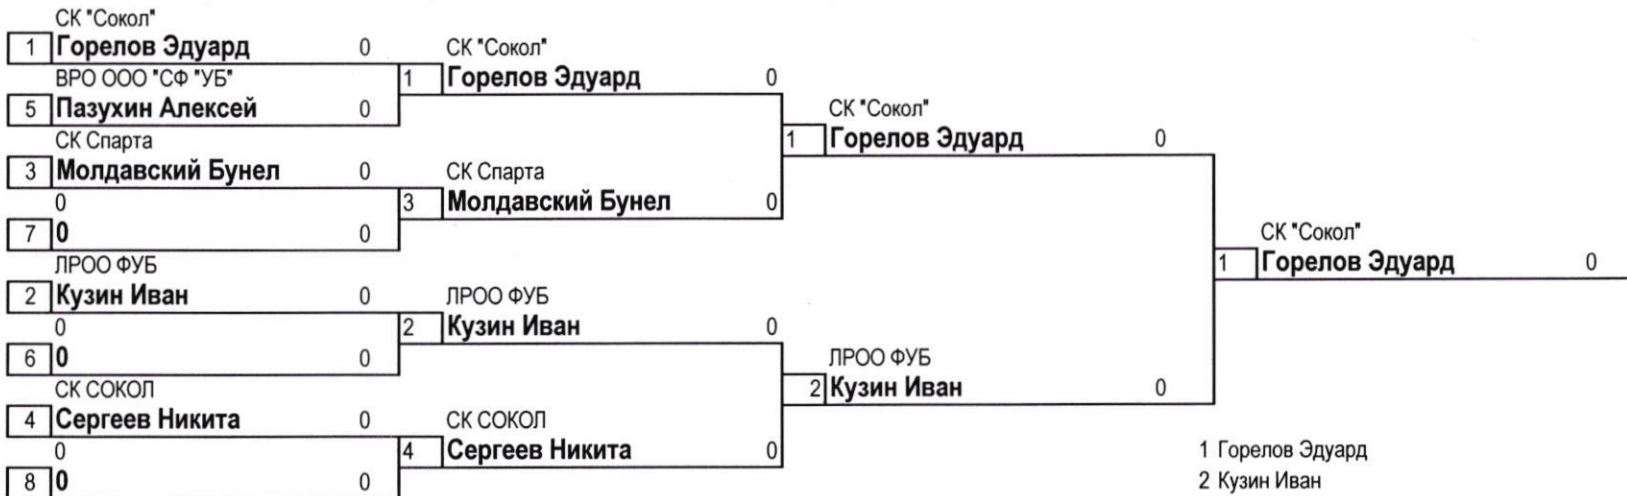 СК "Сокол"
1 Горелов Эдуард 0
ВРО ООО "СФ "УБ"
5 Пазухин Алексей 0
СК Спарта
3 Молдавский Бунел 0
0
7 0 0
ЛРОО ФУБ
2 Кузин Иван 0
0
6 0 0
СК СОКОЛ
4 Сергеев Никита 0
0
8 0 0
СК "Сокол"
1 Горелов Эдуард 0
СК Спарта
3 Молдавский Бунел 0
ЛРОО ФУБ
2 Кузин Иван 0
СК СОКОЛ
4 Сергеев Никита 0
СК "Сокол"
1 Горелов Эдуард 0
ЛРОО ФУБ
2 Кузин Иван 0
СК "Сокол"
1 Горелов Эдуард 0
1 Горелов Эдуард
2 Кузин Иван